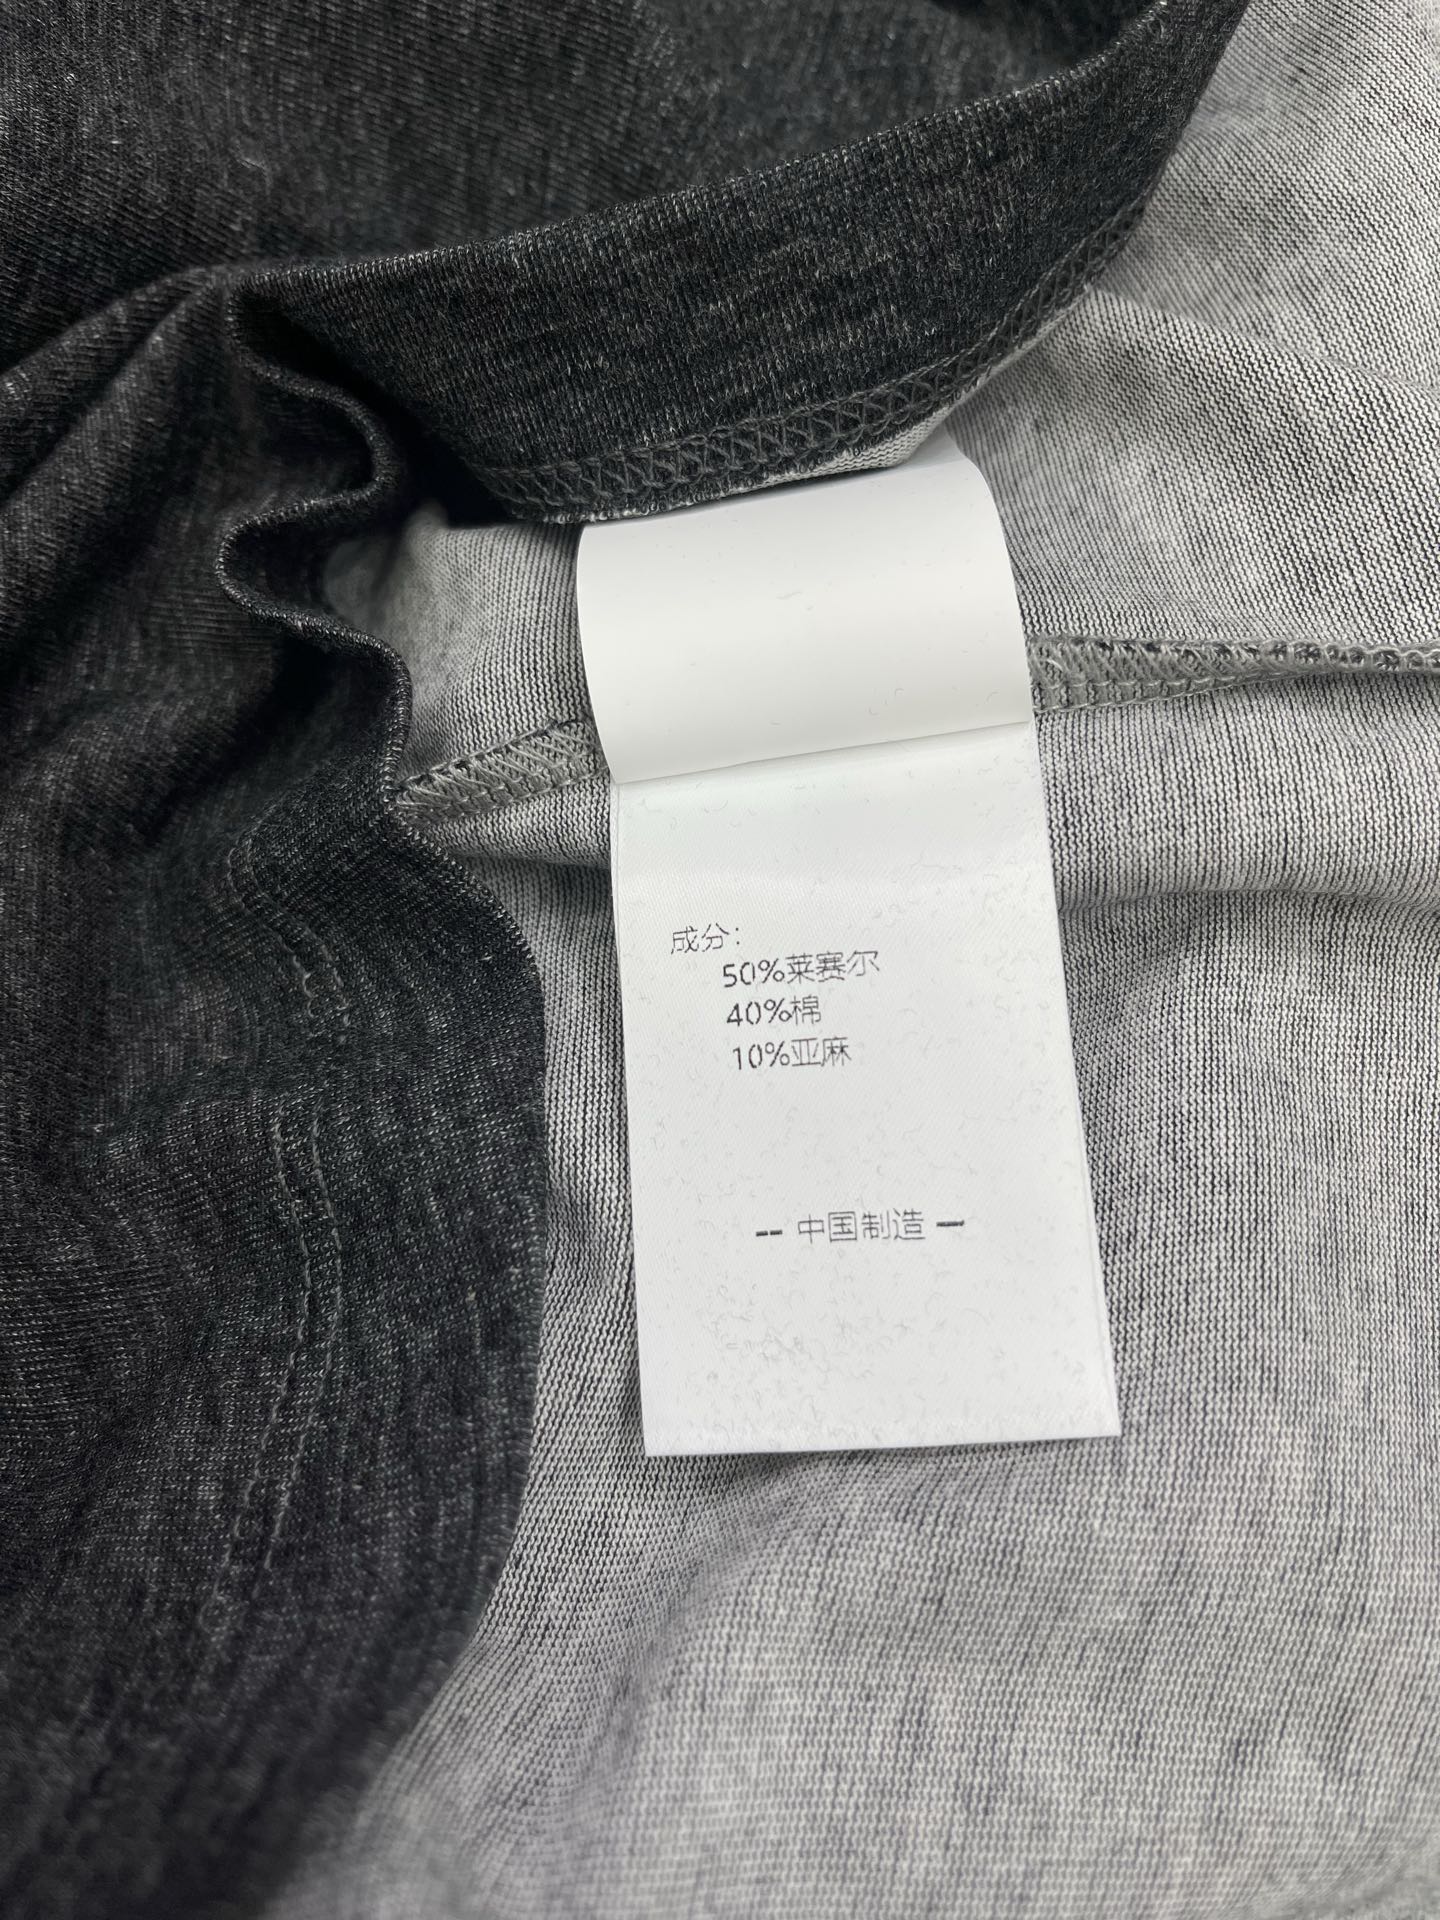 成分：
50%莱赛尔
40%棉
10%亚麻
-- 中国制造 —